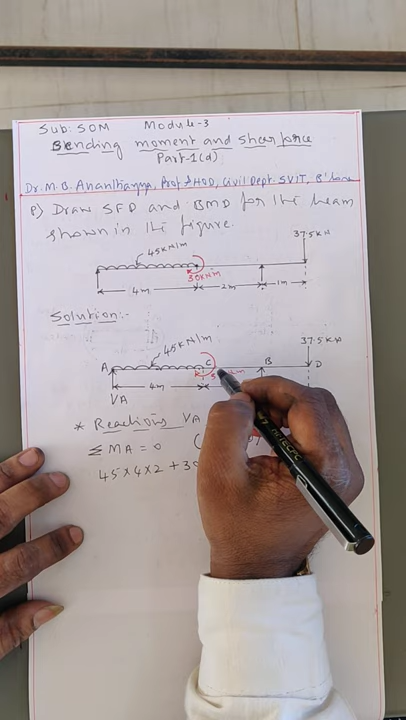 Sub: SOM Module-3
Bending moment and shear force
Part-1(d)
Dr. M.B. Ananthayya, Prof & HOD, Civil Dept. SVIT, B'lore
P) Draw SFD and BMD for the beam
shown in the figure.
45KN/m
37.5KN
30KNm
4m 2m 1m
Solution:-
45KN/m
37.5KN
A C B D
4m
VA
* Reactions VA
ΣMA = 0 (
45×4×2 + 30